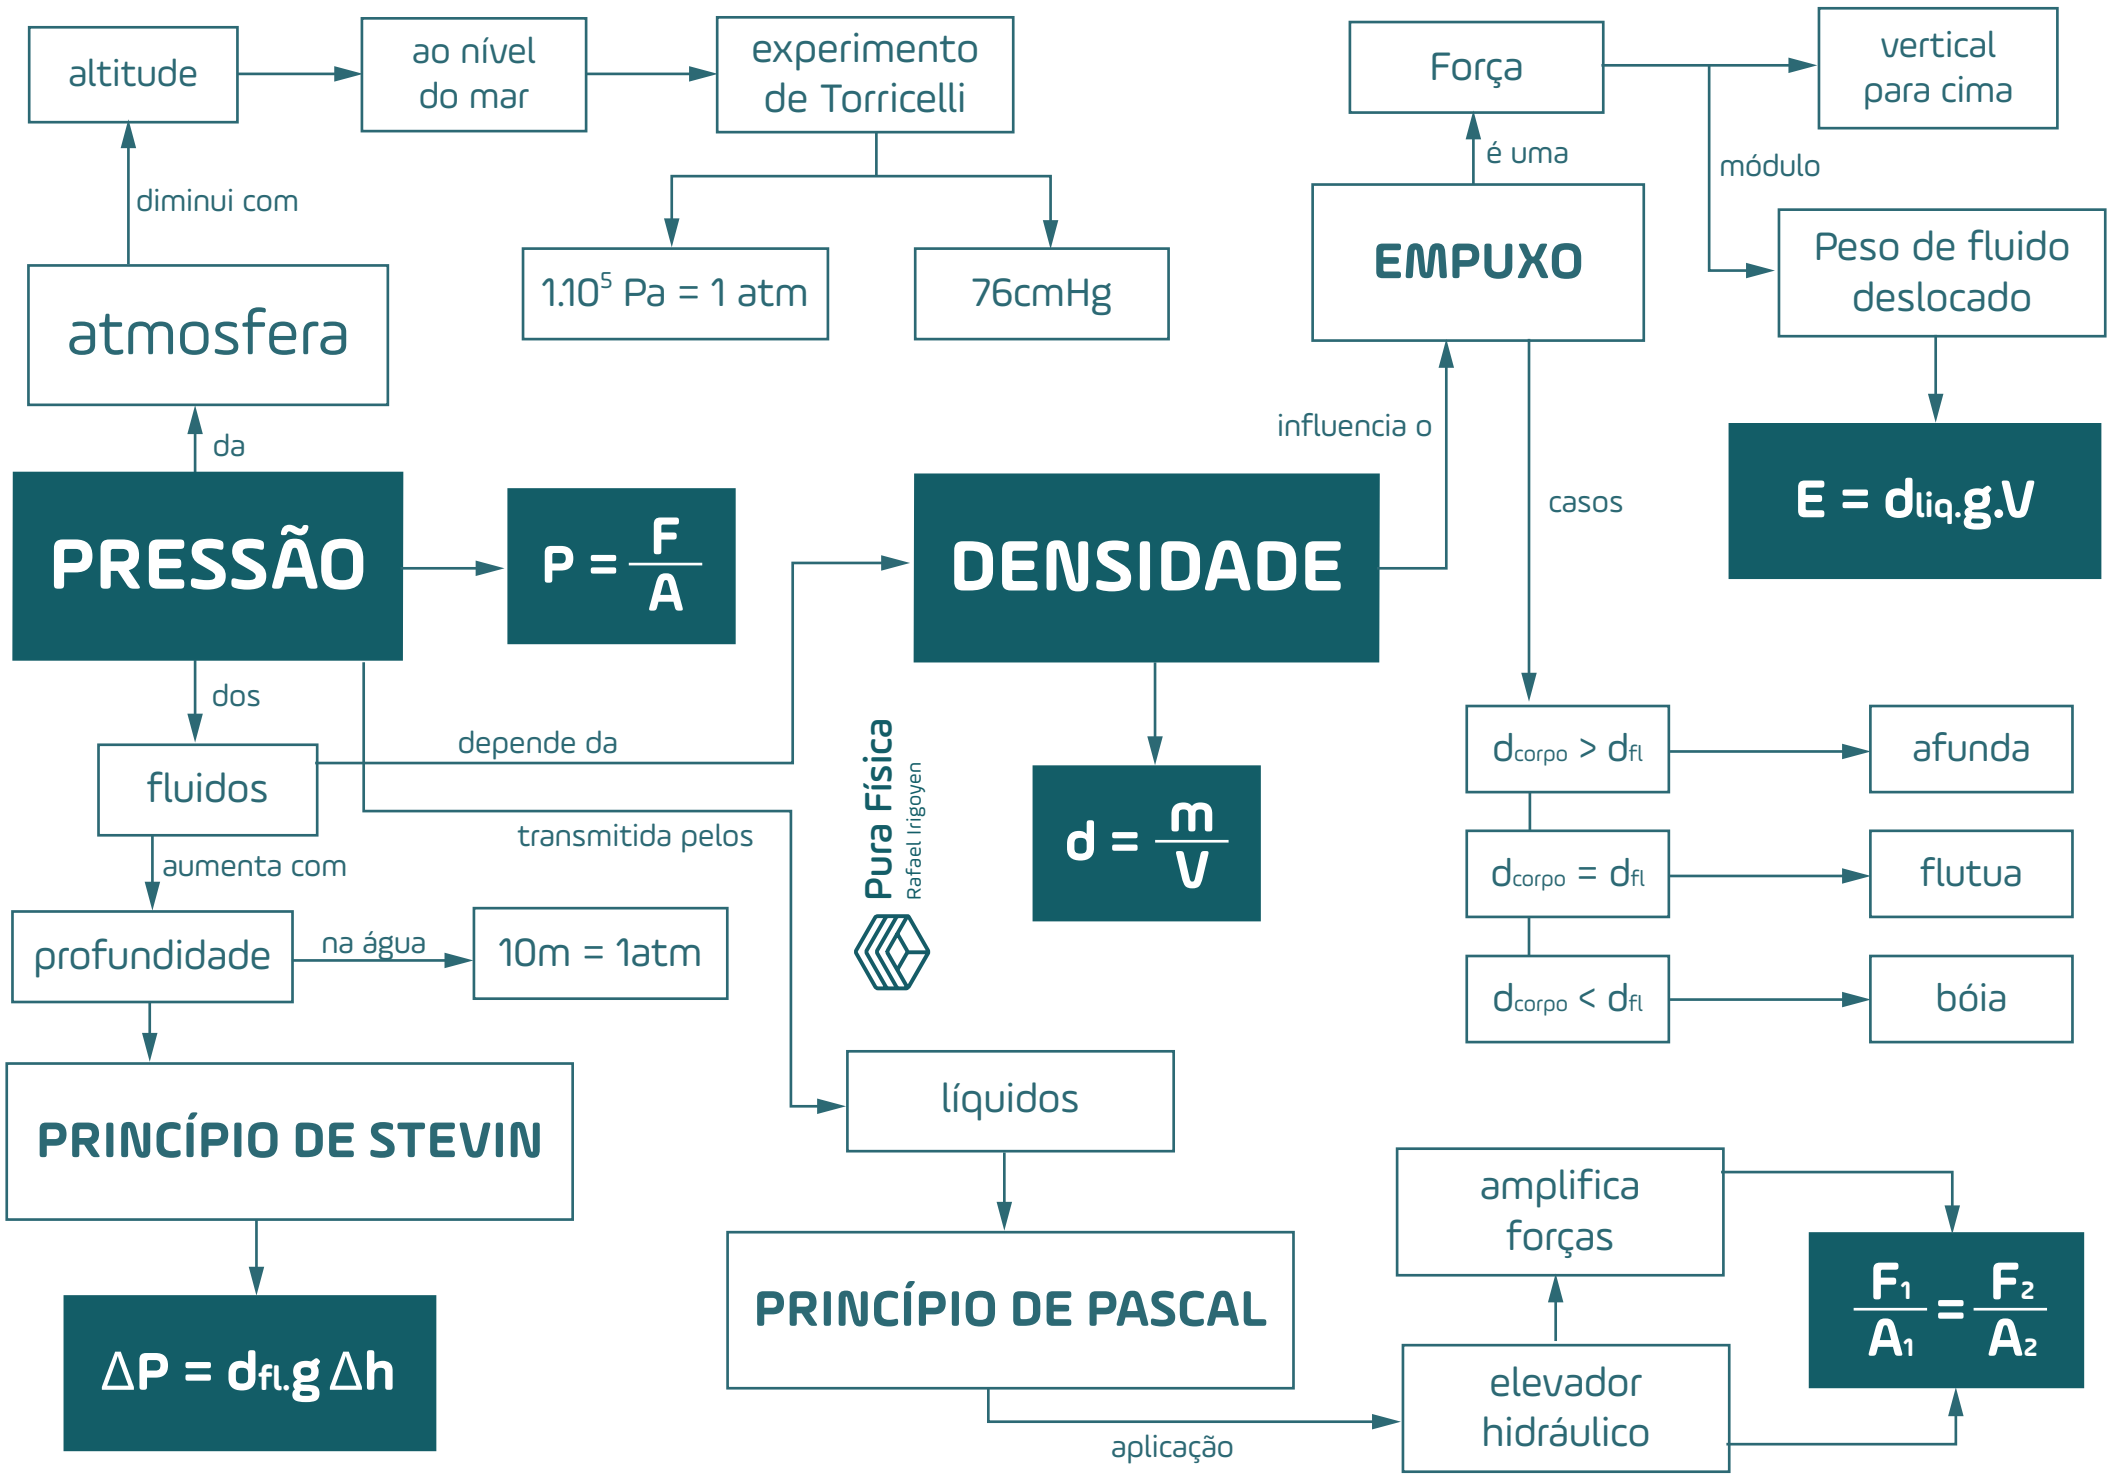 altitude
ao nível
do mar
experimento
de Torricelli
Força
vertical
para cima
é uma
módulo
diminui com
1.10⁵ Pa = 1 atm
76cmHg
EMPUXO
Peso de fluido
deslocado
atmosfera
da
influencia o
casos
E = dliq.g.V
PRESSÃO
P = F/A
DENSIDADE
dos
fluidos
depende da
transmitida pelos
Pura Física
Rafael Irigoyen
d = m/V
dcorpo > dfl
afunda
dcorpo = dfl
flutua
dcorpo < dfl
bóia
aumenta com
profundidade
na água
10m = 1atm
PRINCÍPIO DE STEVIN
ΔP = dfl.g Δh
líquidos
PRINCÍPIO DE PASCAL
aplicação
amplifica
forças
elevador
hidráulico
F₁/A₁ = F₂/A₂